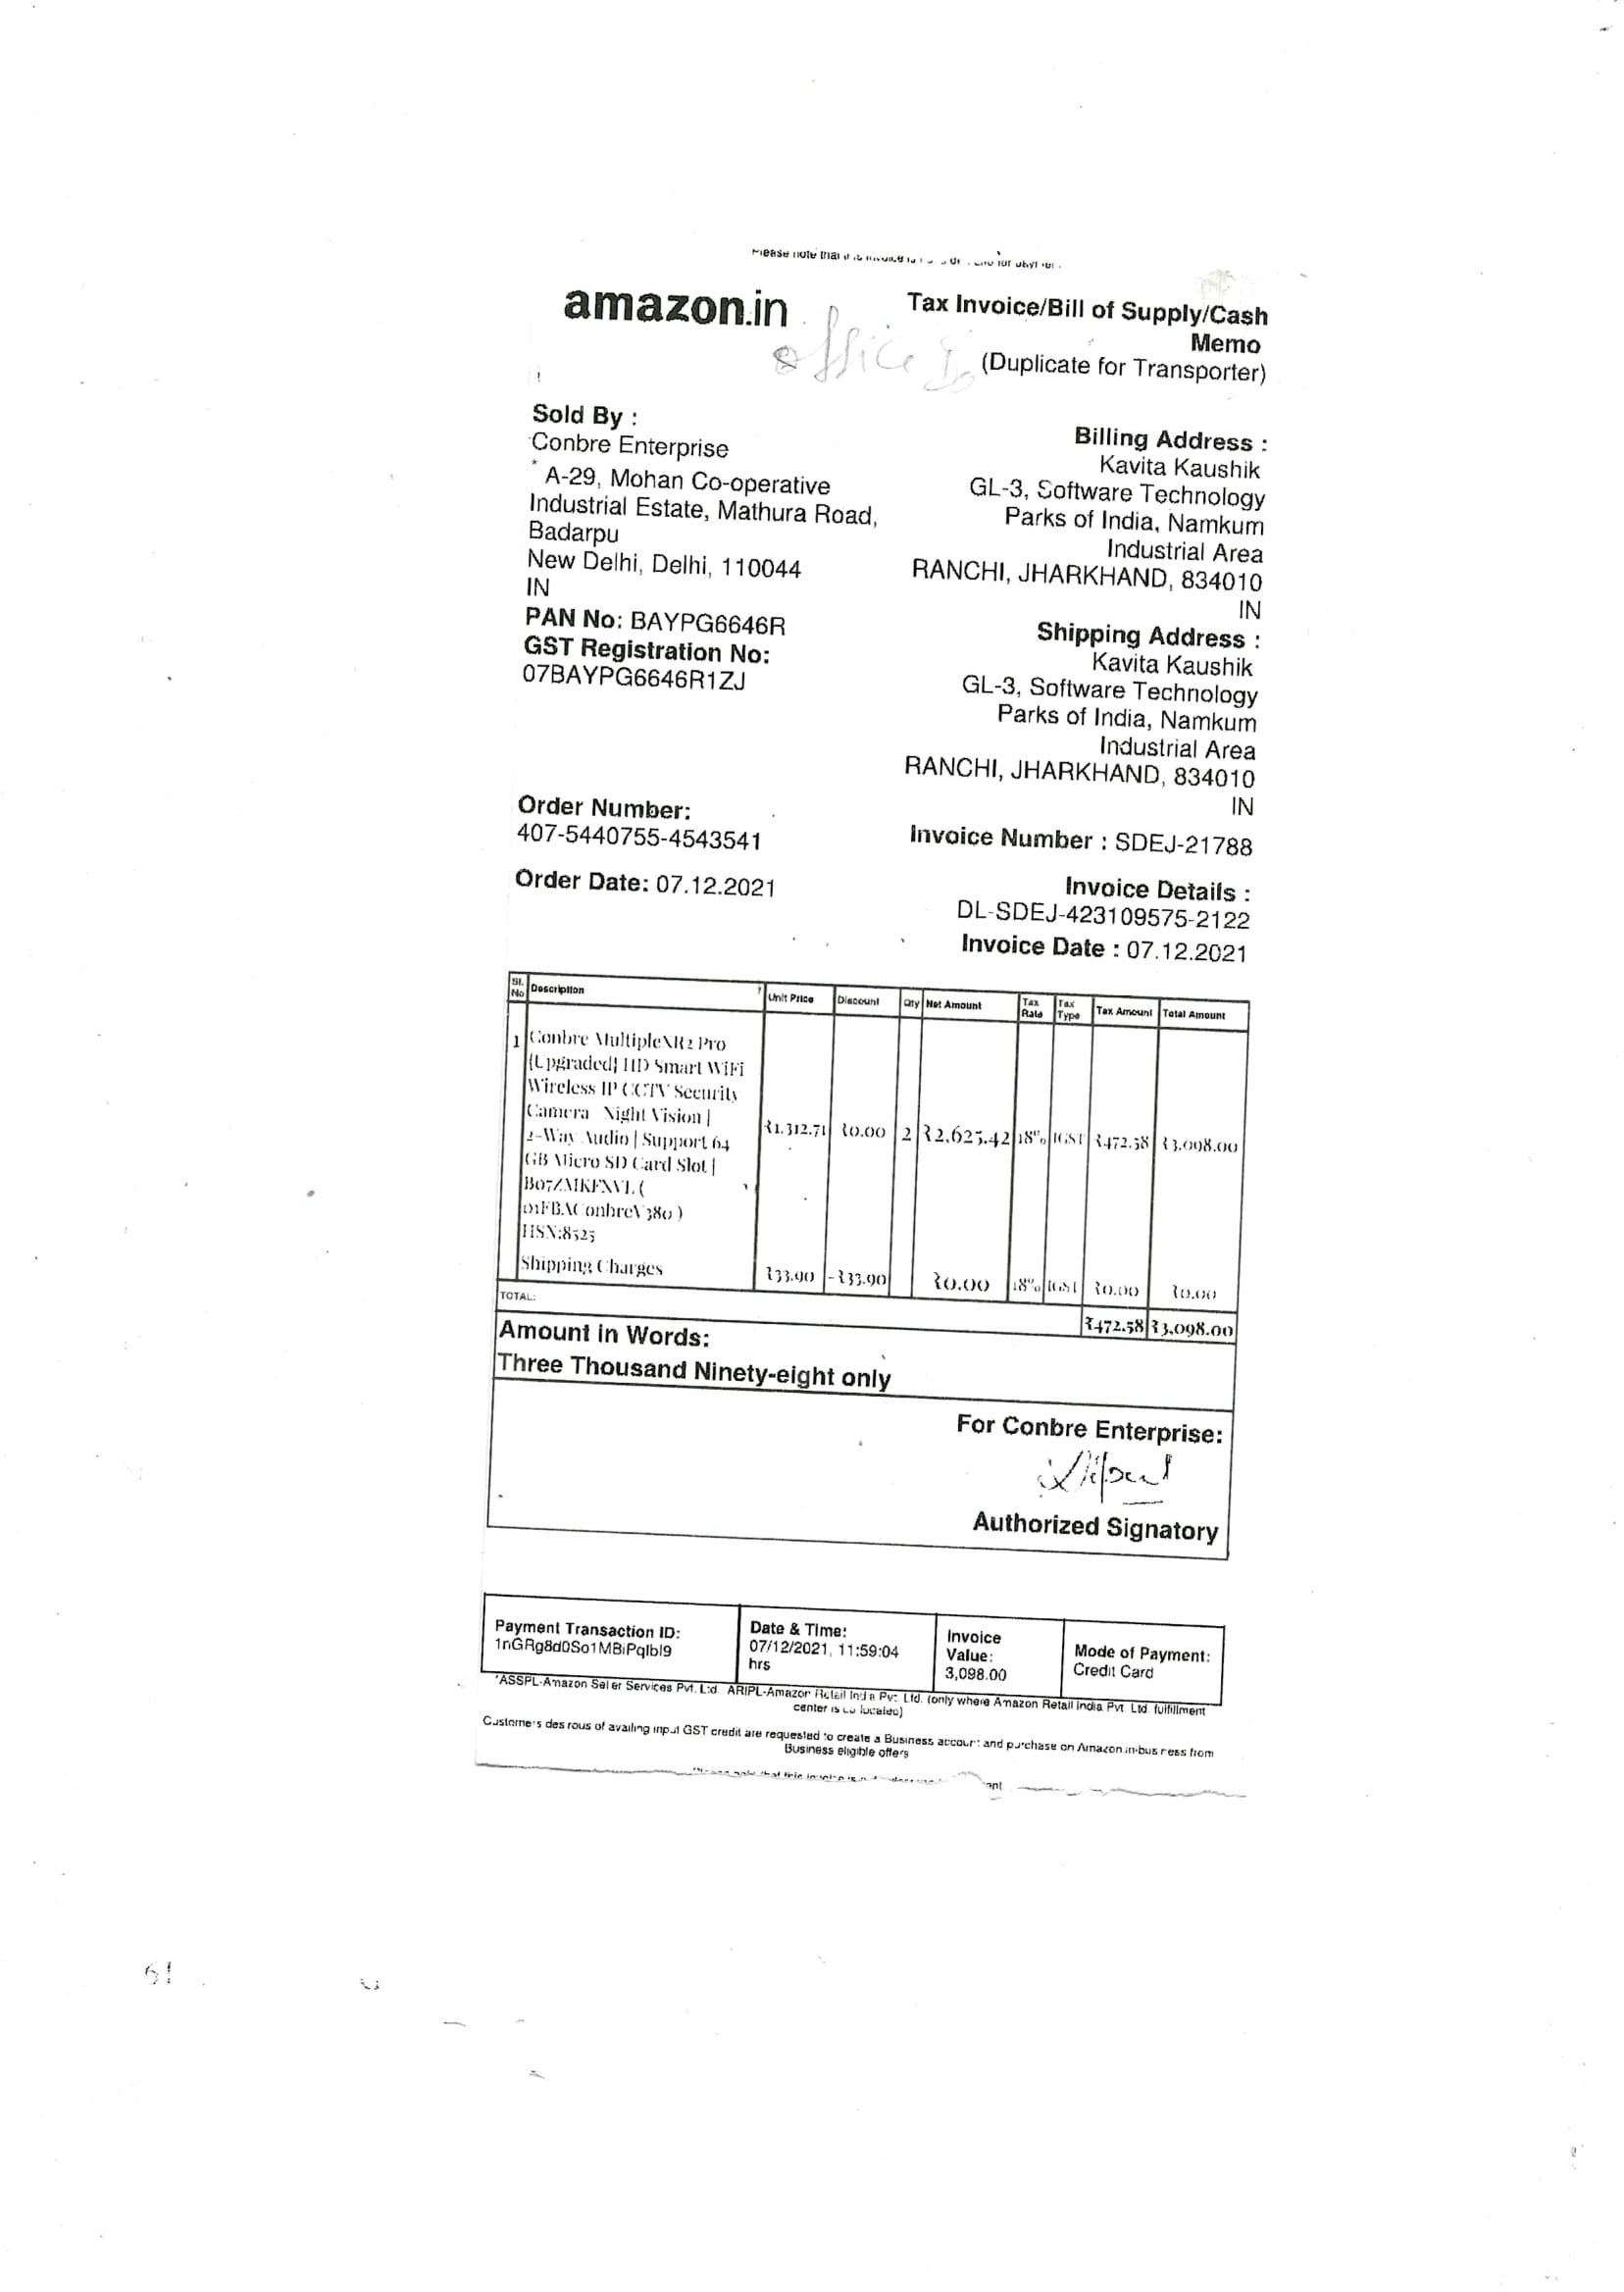 Please note that this invoice is
amazon.in
Tax Invoice/Bill of Supply/Cash
Memo
Office
(Duplicate for Transporter)
Sold By :
Conbre Enterprise
* A-29, Mohan Co-operative
Industrial Estate, Mathura Road,
Badarpu
New Delhi, Delhi, 110044
IN
PAN No: BAYPG6646R
GST Registration No:
07BAYPG6646R1ZJ
Billing Address :
Kavita Kaushik
GL-3, Software Technology
Parks of India, Namkum
Industrial Area
RANCHI, JHARKHAND, 834010
IN
Shipping Address :
Kavita Kaushik
GL-3, Software Technology
Parks of India, Namkum
Industrial Area
RANCHI, JHARKHAND, 834010
IN
Order Number:
407-5440755-4543541
Order Date: 07.12.2021
Invoice Number : SDEJ-21788
Invoice Details :
DL-SDEJ-423109575-2122
Invoice Date : 07.12.2021
Sl. No Description Unit Price Discount Qty Net Amount Tax Rate Tax Type Tax Amount Total Amount
1 Conbre MultipleXR2 Pro
(Upgraded) HD Smart WiFi
Wireless IP CCTV Security
Camera Night Vision |
2-Way Audio | Support 64
GB Micro SD Card Slot |
B07ZMKFXVL (
01FBAConbreV380 )
HSN:8525
₹1,312.71 ₹0.00 2 ₹2,625.42 18% IGST ₹472.58 ₹3,098.00
Shipping Charges ₹33.90 -₹33.90 ₹0.00 18% IGST ₹0.00 ₹0.00
TOTAL: ₹472.58 ₹3,098.00
Amount in Words:
Three Thousand Ninety-eight only
For Conbre Enterprise:
Authorized Signatory
Payment Transaction ID:
1nGRg8d0So1MBiPqIbI9
Date & Time:
07/12/2021, 11:59:04
hrs
Invoice
Value:
3,098.00
Mode of Payment:
Credit Card
*ASSPL-Amazon Seller Services Pvt. Ltd. ARIPL-Amazon Retail India Pvt. Ltd. (only where Amazon Retail India Pvt. Ltd. fulfillment
center is co located)
Customers desirous of availing input GST credit are requested to create a Business account and purchase on Amazon.in-business from
Business eligible offers
Please note that this invoice is
61